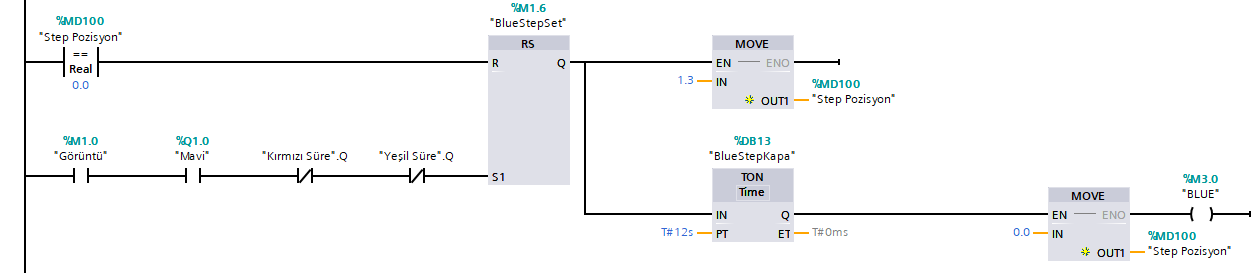 %M1.6
"BlueStepSet"
%MD100
"Step Pozisyon"
==
Real
0.0
RS
R
Q
S1
MOVE
EN
ENO
1.3
IN
OUT1
%MD100
"Step Pozisyon"
%M1.0
"Görüntü"
%Q1.0
"Mavi"
"Kırmızı Süre".Q
"Yeşil Süre".Q
%DB13
"BlueStepKapa"
TON
Time
IN
Q
T#12s
PT
ET
T#0ms
MOVE
EN
ENO
0.0
IN
OUT1
%MD100
"Step Pozisyon"
%M3.0
"BLUE"